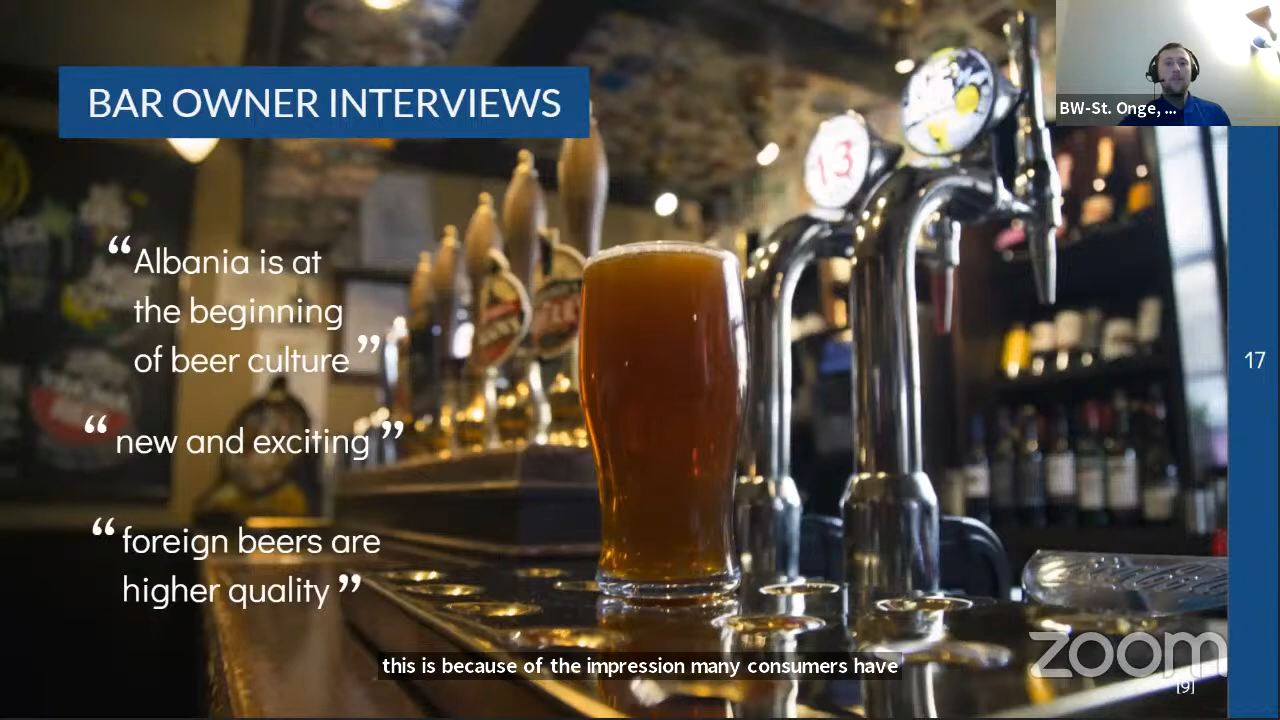 BAR OWNER INTERVIEWS
BW-St. Onge, ...
“Albania is at
the beginning
of beer culture”
“new and exciting”
“foreign beers are
higher quality”
13
17
this is because of the impression many consumers have
zoom
[9]